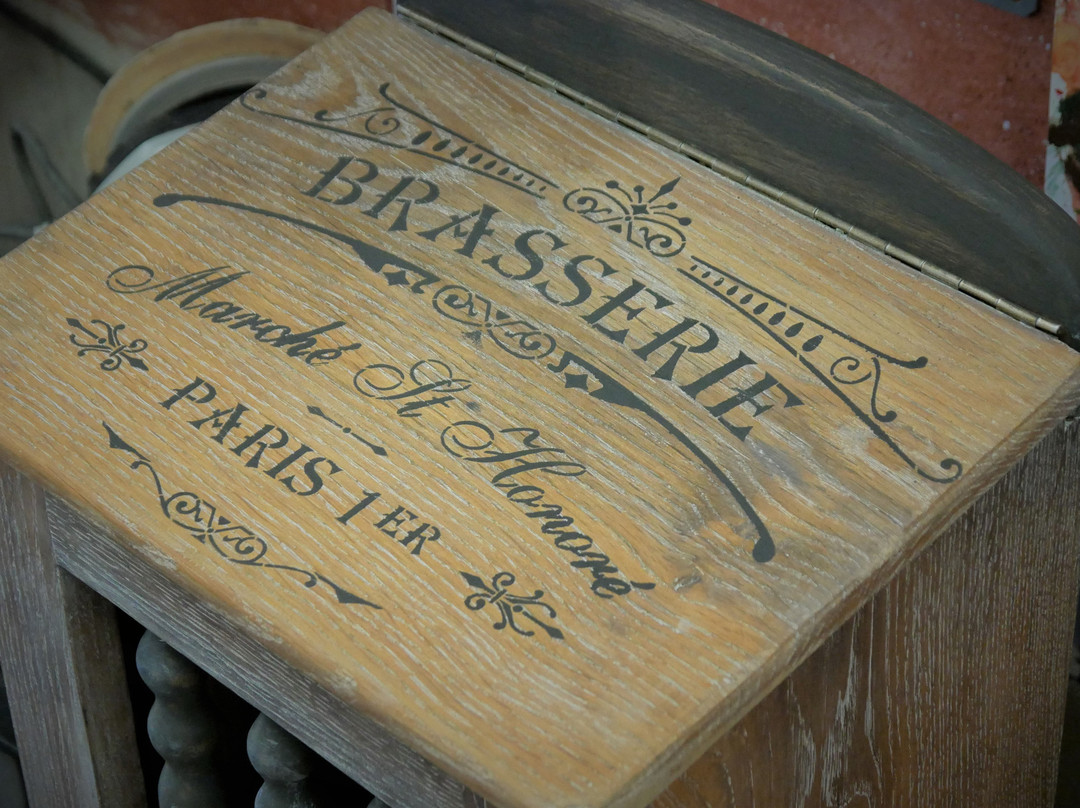 BRASSERIE
Marché St Honoré
PARIS 1ER